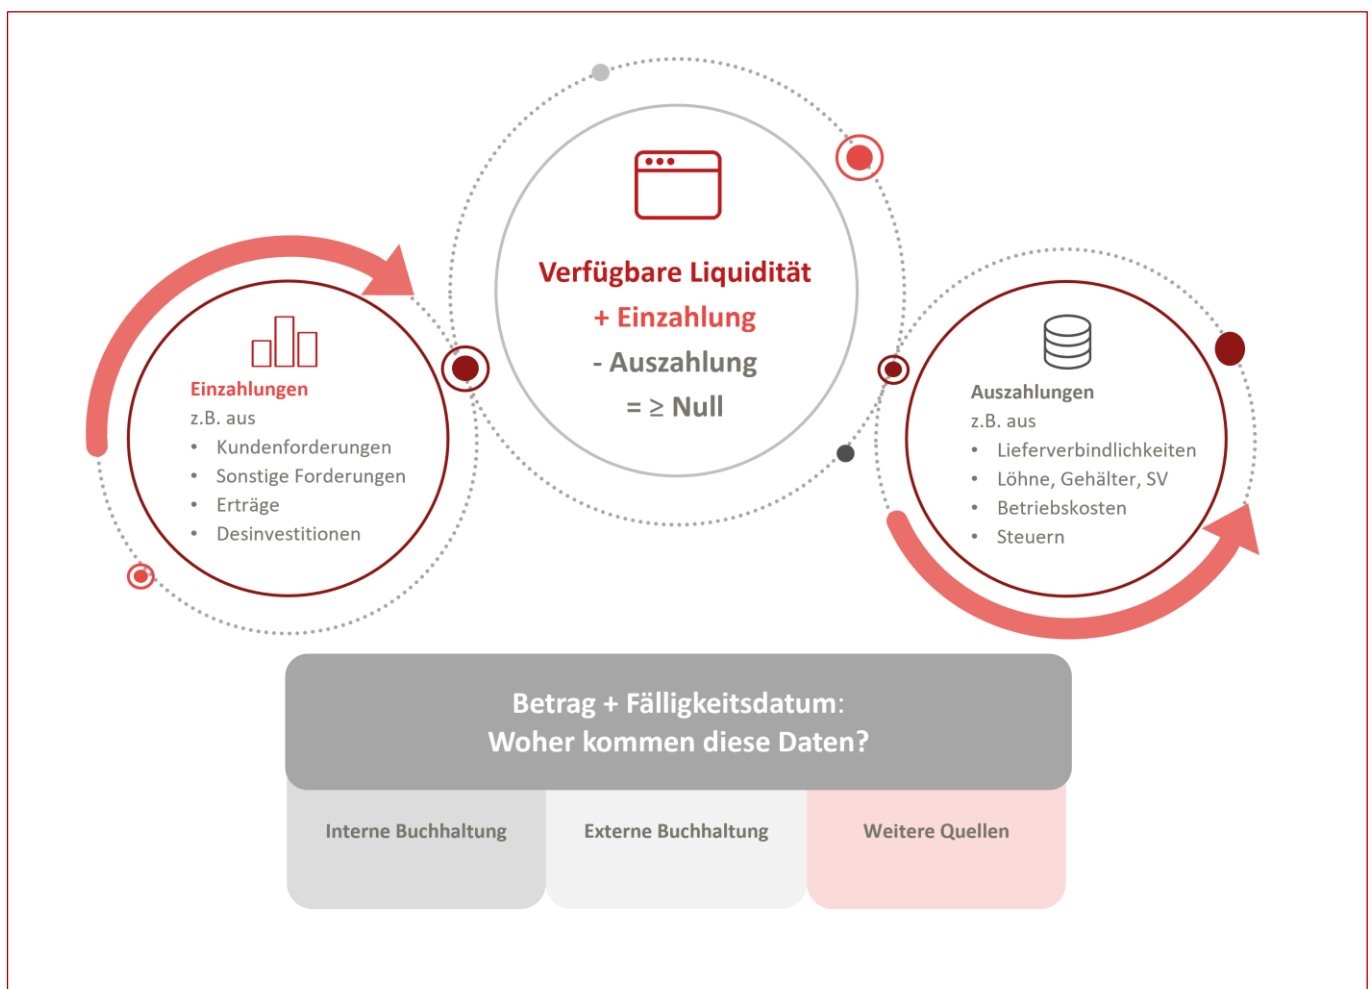 Verfügbare Liquidität
+ Einzahlung
- Auszahlung
= ≥ Null
Einzahlungen
z.B. aus
• Kundenforderungen
• Sonstige Forderungen
• Erträge
• Desinvestitionen
Auszahlungen
z.B. aus
• Lieferverbindlichkeiten
• Löhne, Gehälter, SV
• Betriebskosten
• Steuern
Betrag + Fälligkeitsdatum:
Woher kommen diese Daten?
Interne Buchhaltung
Externe Buchhaltung
Weitere Quellen